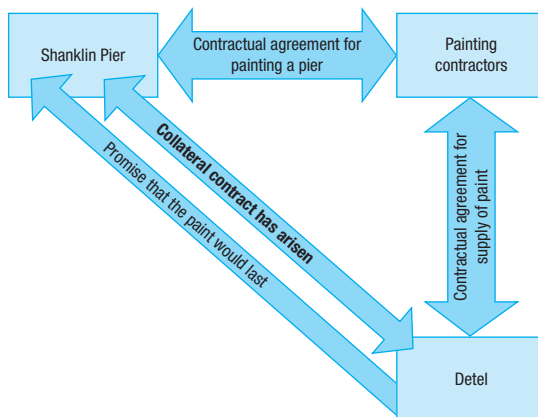 Shanklin Pier
Contractual agreement for
painting a pier
Painting
contractors
Collateral contract has arisen
Promise that the paint would last
Contractual agreement for
supply of paint
Detel